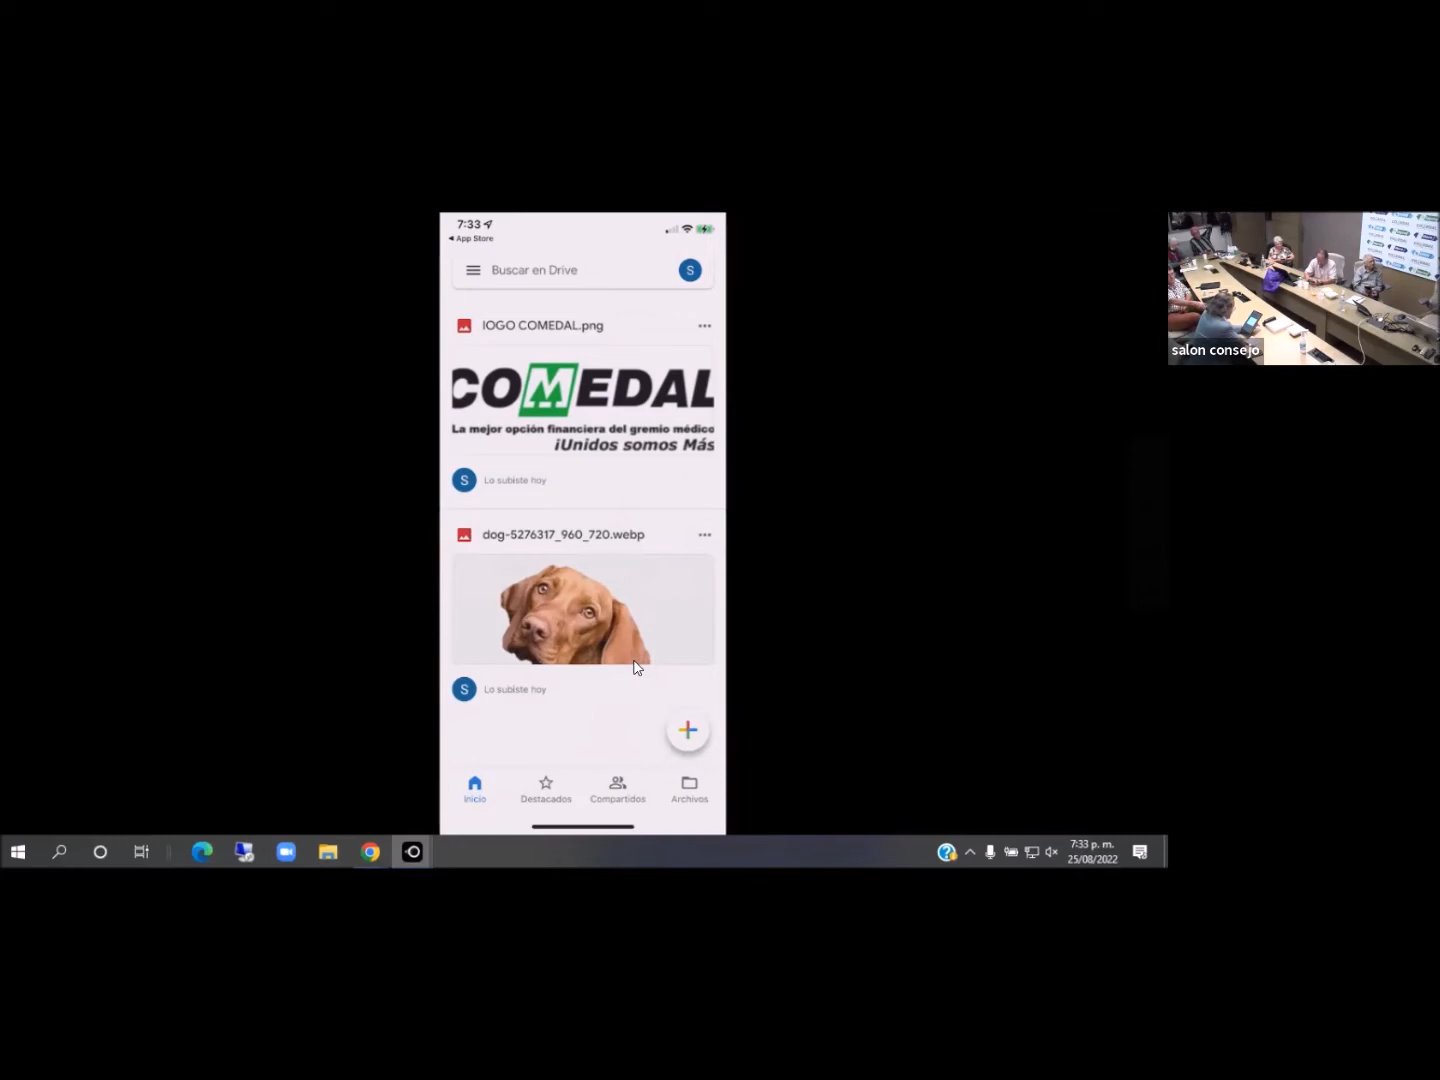 7:33
App Store
Buscar en Drive
S
lOGO COMEDAL.png
COMEDAL
La mejor opción financiera del gremio médico
¡Unidos somos Más
S
Lo subiste hoy
dog-5276317_960_720.webp
S
Lo subiste hoy
Inicio
Destacados
Compartidos
Archivos
salon consejo
7:33 p. m.
25/08/2022